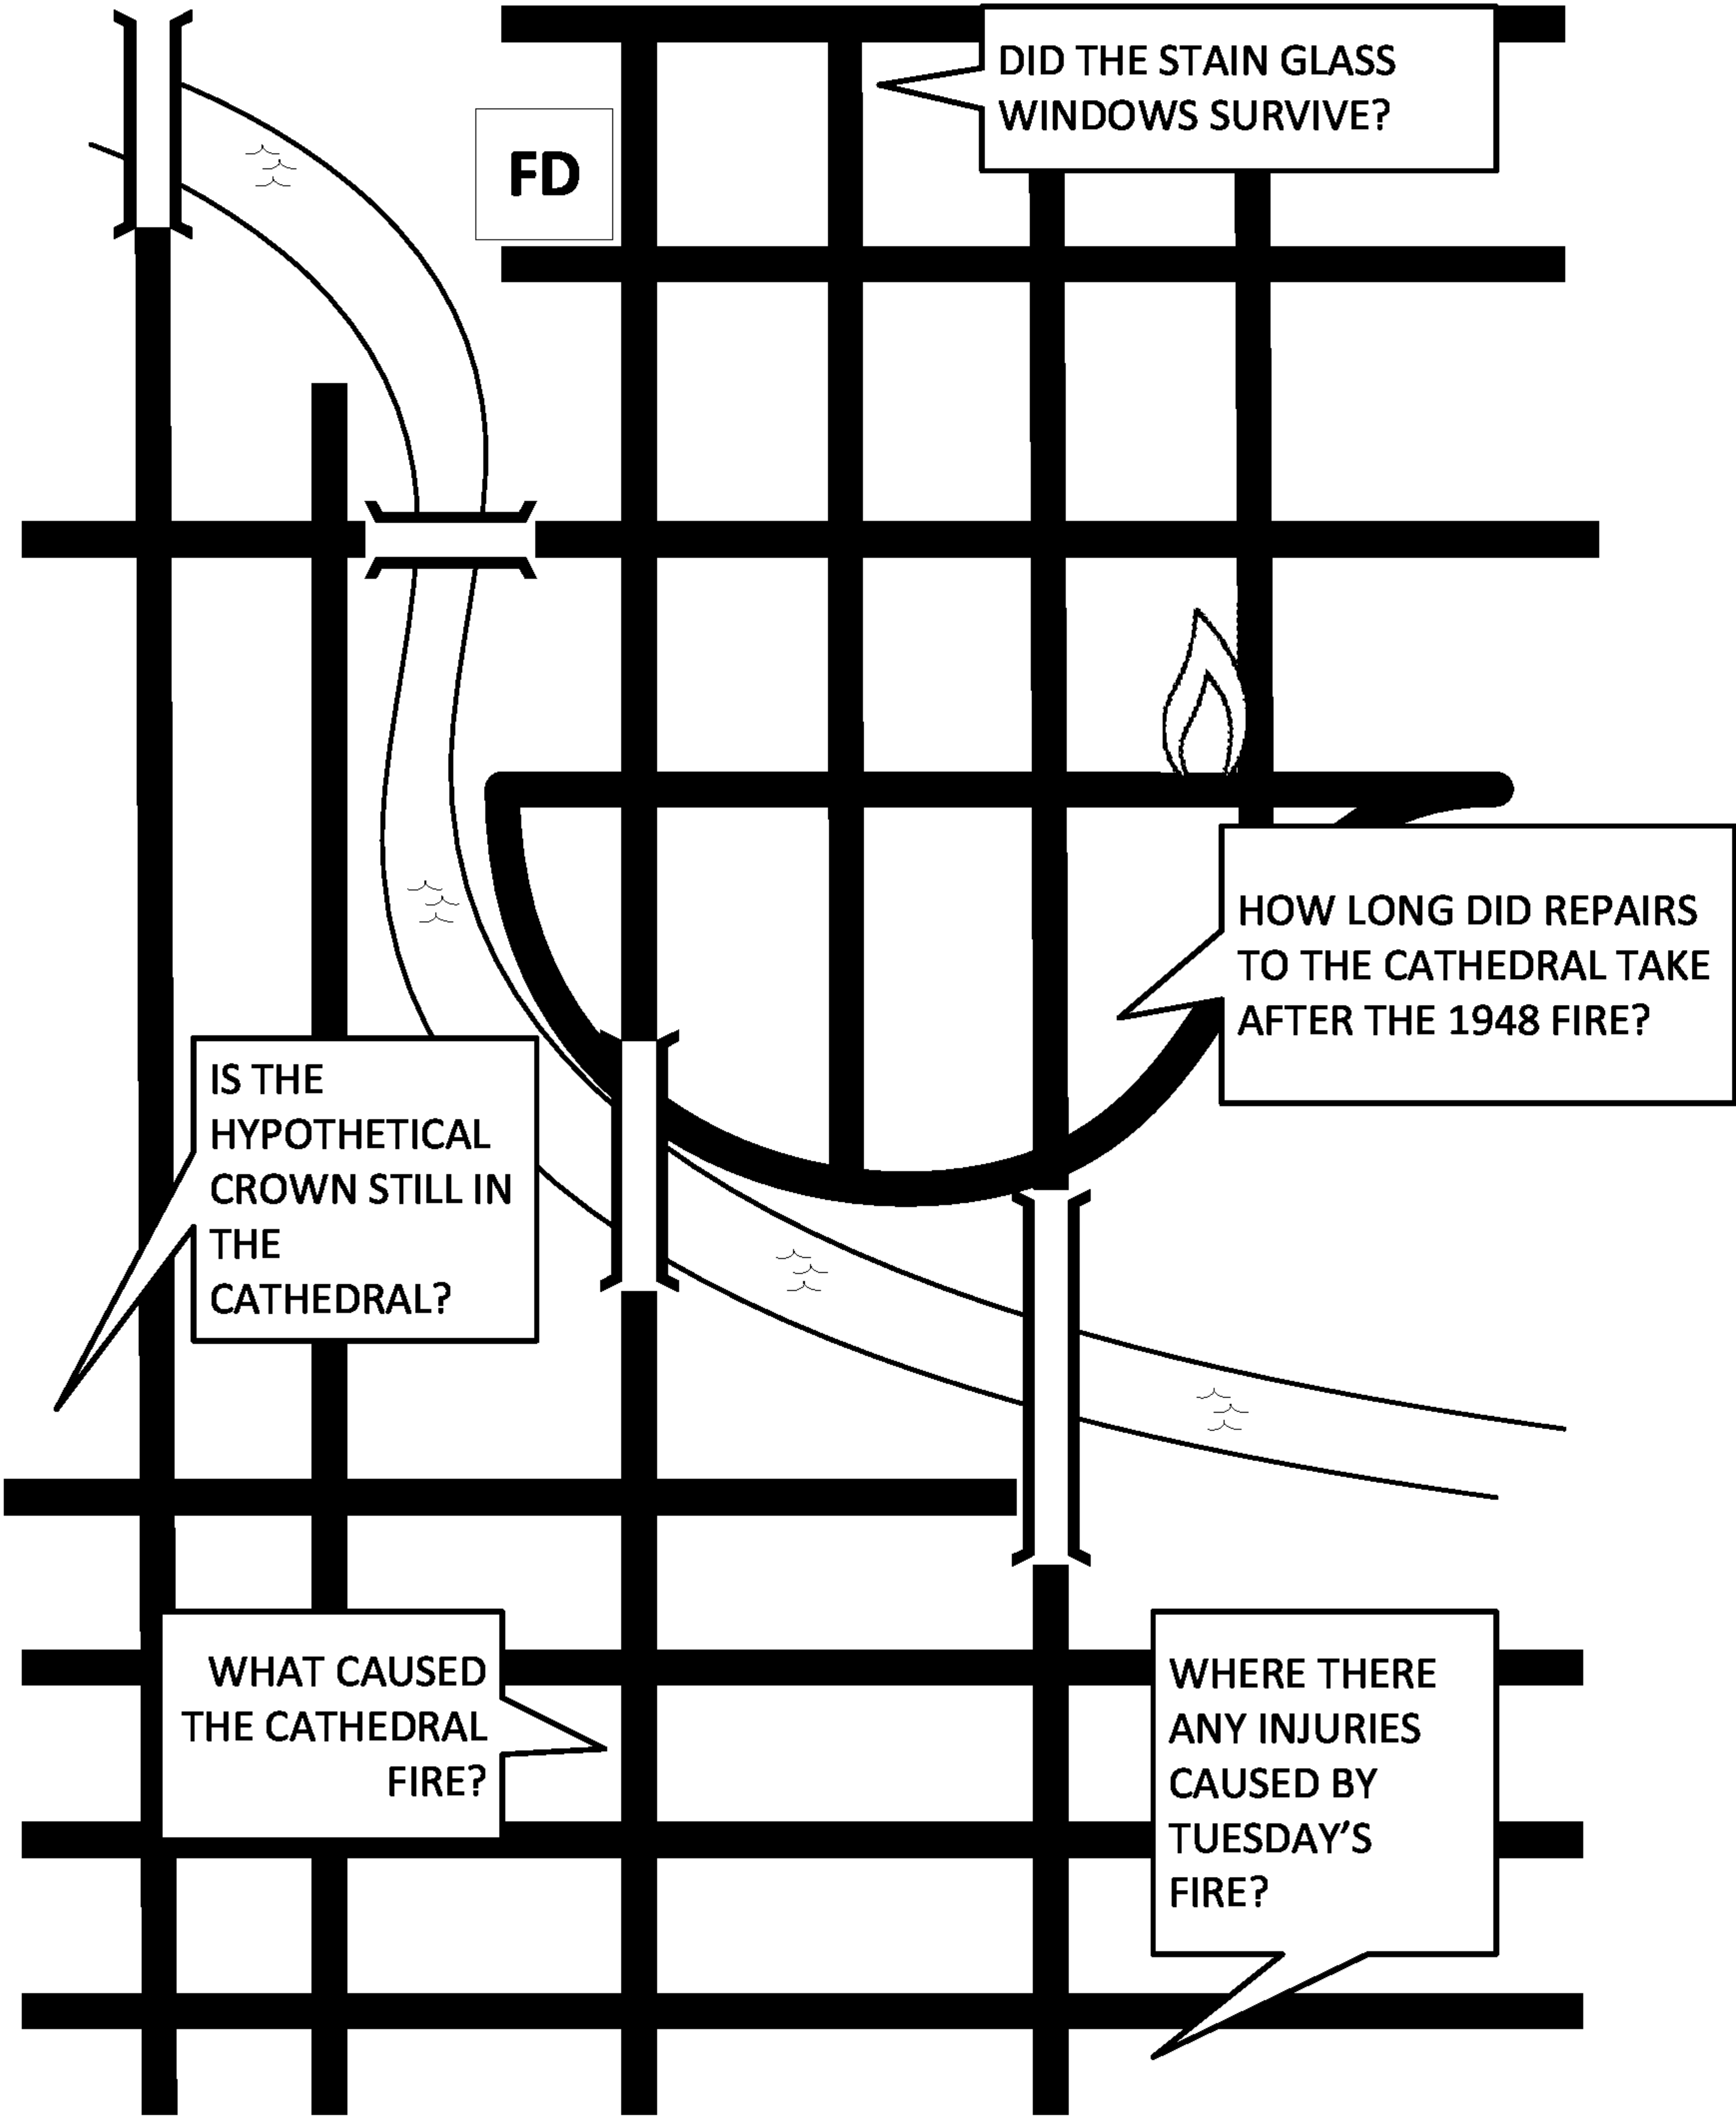 DID THE STAIN GLASS
WINDOWS SURVIVE?
FD
HOW LONG DID REPAIRS
TO THE CATHEDRAL TAKE
AFTER THE 1948 FIRE?
IS THE
HYPOTHETICAL
CROWN STILL IN
THE
CATHEDRAL?
WHAT CAUSED
THE CATHEDRAL
FIRE?
WHERE THERE
ANY INJURIES
CAUSED BY
TUESDAY'S
FIRE?